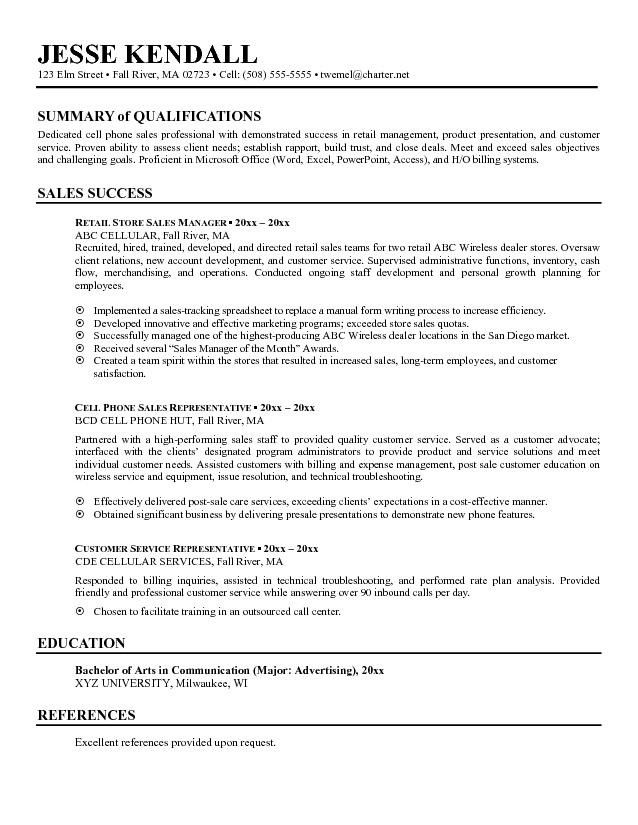 JESSE KENDALL
123 Elm Street • Fall River, MA 02723 • Cell: (508) 555-5555 • twemel@charter.net
SUMMARY of QUALIFICATIONS
Dedicated cell phone sales professional with demonstrated success in retail management, product presentation, and customer
service. Proven ability to assess client needs; establish rapport, build trust, and close deals. Meet and exceed sales objectives
and challenging goals. Proficient in Microsoft Office (Word, Excel, PowerPoint, Access), and H/O billing systems.
SALES SUCCESS
RETAIL STORE SALES MANAGER ▪ 20xx – 20xx
ABC CELLULAR, Fall River, MA
Recruited, hired, trained, developed, and directed retail sales teams for two retail ABC Wireless dealer stores. Oversaw
client relations, new account development, and customer service. Supervised administrative functions, inventory, cash
flow, merchandising, and operations. Conducted ongoing staff development and personal growth planning for
employees.
⦿ Implemented a sales-tracking spreadsheet to replace a manual form writing process to increase efficiency.
⦿ Developed innovative and effective marketing programs; exceeded store sales quotas.
⦿ Successfully managed one of the highest-producing ABC Wireless dealer locations in the San Diego market.
⦿ Received several “Sales Manager of the Month” Awards.
⦿ Created a team spirit within the stores that resulted in increased sales, long-term employees, and customer
satisfaction.
CELL PHONE SALES REPRESENTATIVE ▪ 20xx – 20xx
BCD CELL PHONE HUT, Fall River, MA
Partnered with a high-performing sales staff to provided quality customer service. Served as a customer advocate;
interfaced with the clients’ designated program administrators to provide product and service solutions and meet
individual customer needs. Assisted customers with billing and expense management, post sale customer education on
wireless service and equipment, issue resolution, and technical troubleshooting.
⦿ Effectively delivered post-sale care services, exceeding clients’ expectations in a cost-effective manner.
⦿ Obtained significant business by delivering presale presentations to demonstrate new phone features.
CUSTOMER SERVICE REPRESENTATIVE ▪ 20xx – 20xx
CDE CELLULAR SERVICES, Fall River, MA
Responded to billing inquiries, assisted in technical troubleshooting, and performed rate plan analysis. Provided
friendly and professional customer service while answering over 90 inbound calls per day.
⦿ Chosen to facilitate training in an outsourced call center.
EDUCATION
Bachelor of Arts in Communication (Major: Advertising), 20xx
XYZ UNIVERSITY, Milwaukee, WI
REFERENCES
Excellent references provided upon request.